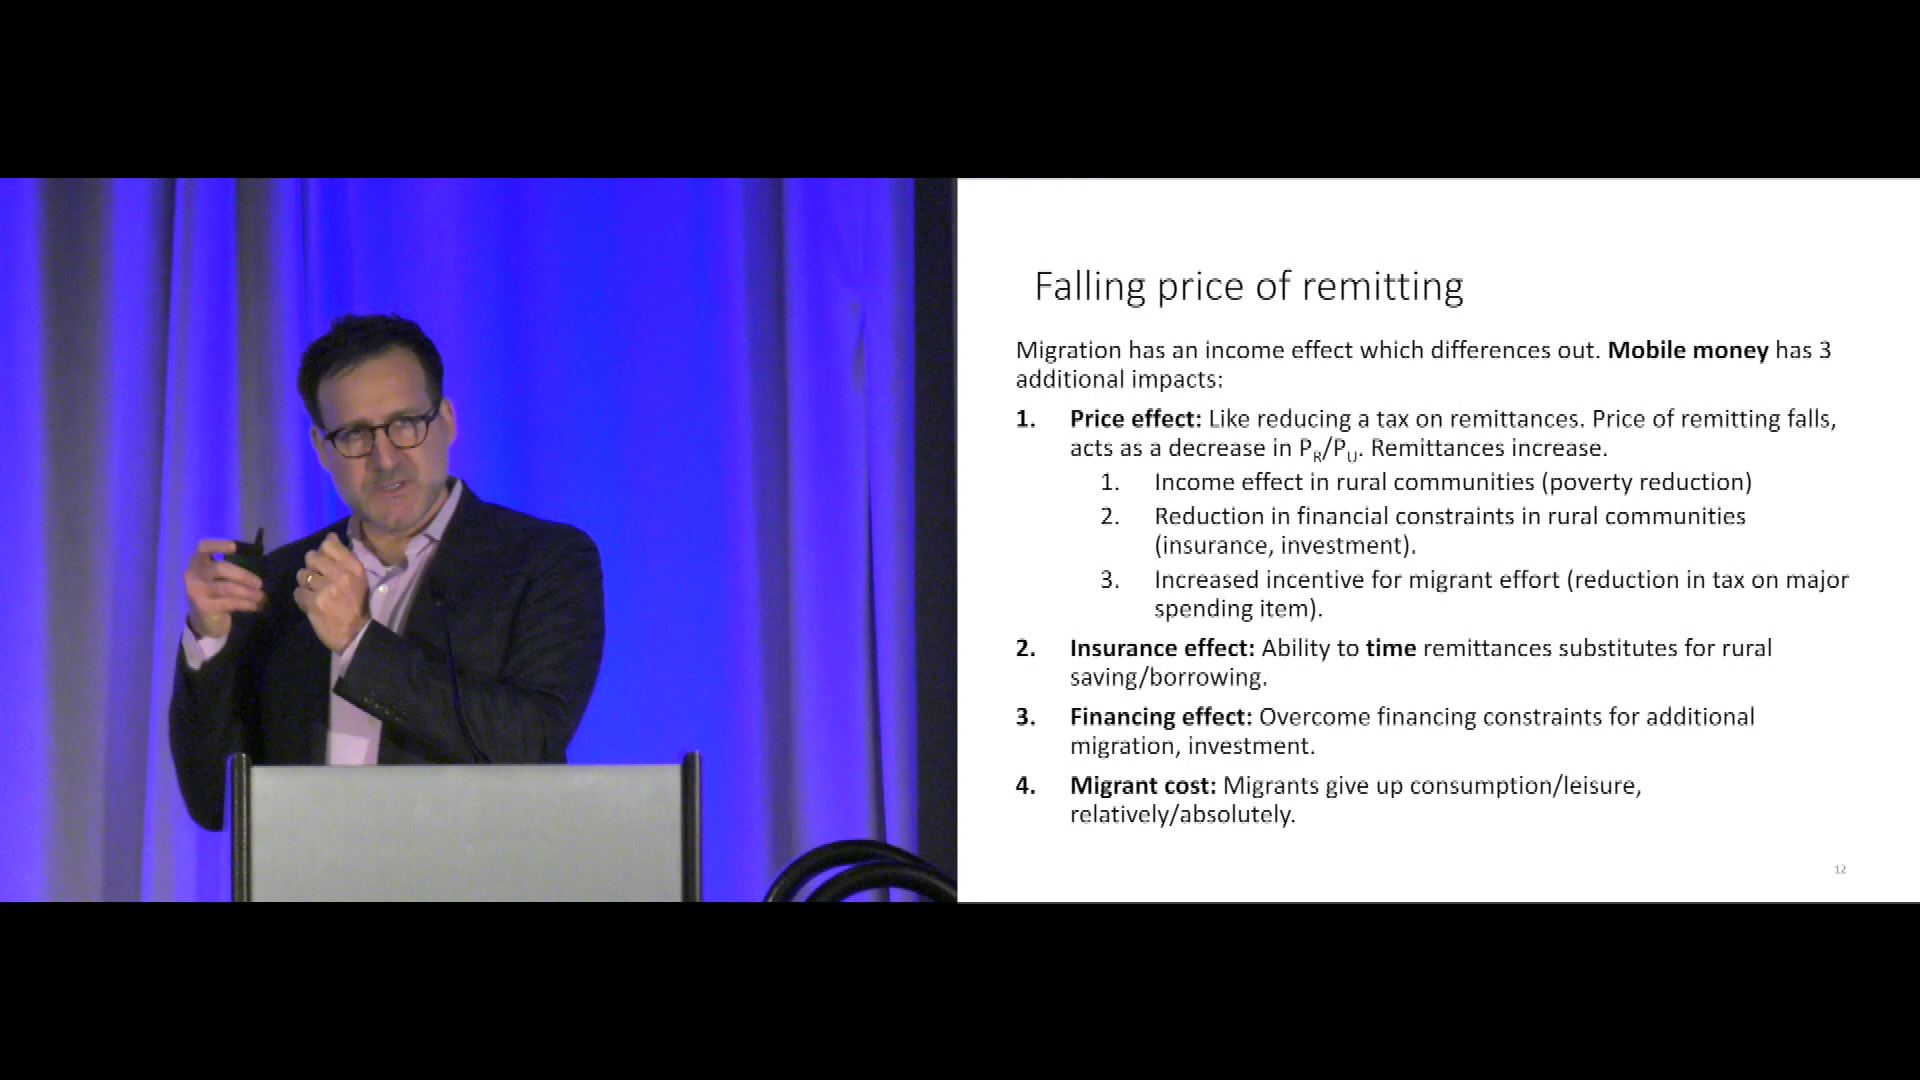 Falling price of remitting
Migration has an income effect which differences out. Mobile money has 3
additional impacts:
1. Price effect: Like reducing a tax on remittances. Price of remitting falls,
acts as a decrease in PR/PU. Remittances increase.
1. Income effect in rural communities (poverty reduction)
2. Reduction in financial constraints in rural communities
(insurance, investment).
3. Increased incentive for migrant effort (reduction in tax on major
spending item).
2. Insurance effect: Ability to time remittances substitutes for rural
saving/borrowing.
3. Financing effect: Overcome financing constraints for additional
migration, investment.
4. Migrant cost: Migrants give up consumption/leisure,
relatively/absolutely.
12